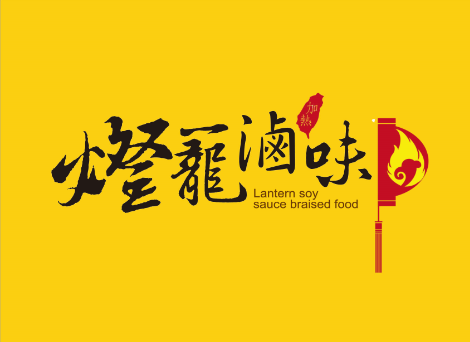 燈籠滷味
加熱
Lantern soy
sauce braised food